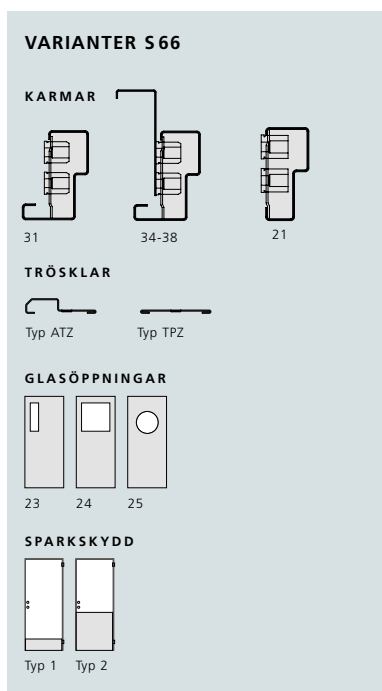 VARIANTER S66
KARMAR
31 34-38 21
TRÖSKLAR
Typ ATZ Typ TPZ
GLASÖPPNINGAR
23 24 25
SPARKSKYDD
Typ 1 Typ 2